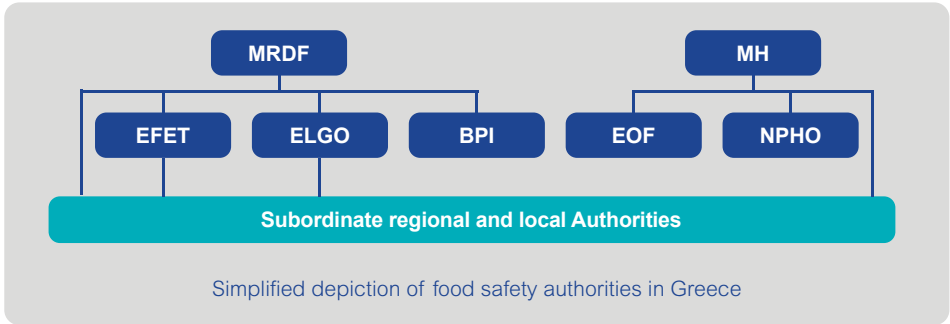 MRDF
MH
EFET
ELGO
BPI
EOF
NPHO
Subordinate regional and local Authorities
Simplified depiction of food safety authorities in Greece